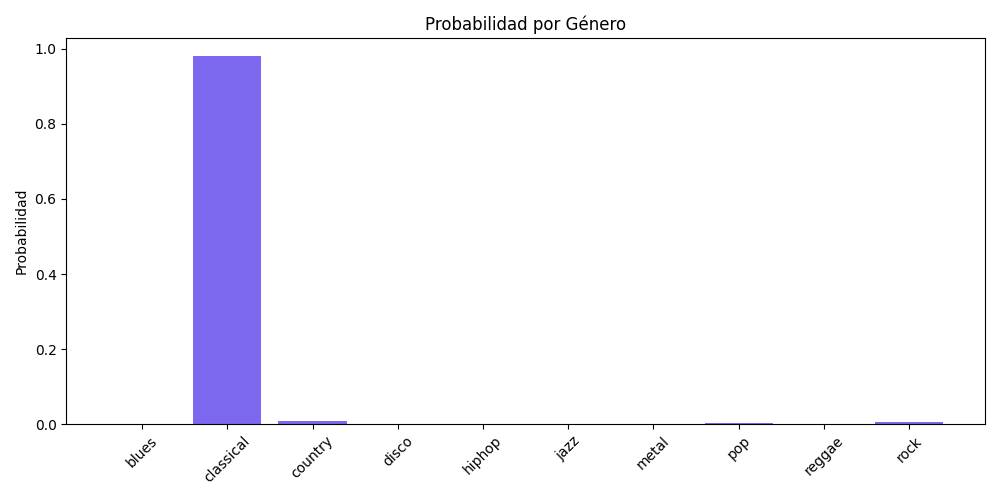 Probabilidad por Género
Probabilidad
1.0
0.8
0.6
0.4
0.2
0.0
blues
classical
country
disco
hiphop
jazz
metal
pop
reggae
rock